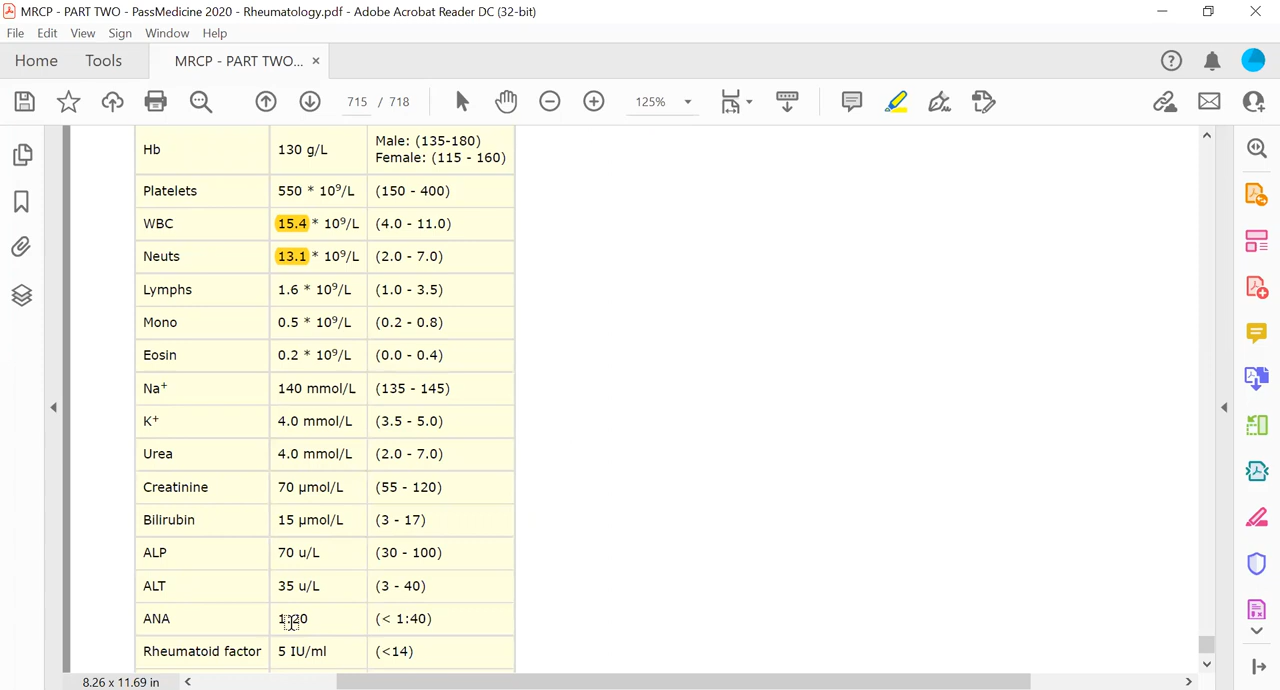 MRCP - PART TWO - PassMedicine 2020 - Rheumatology.pdf - Adobe Acrobat Reader DC (32-bit)
File Edit View Sign Window Help
Home Tools MRCP - PART TWO... ×
715 / 718 125%
Hb 130 g/L Male: (135-180)
Female: (115 - 160)
Platelets 550 * 10⁹/L (150 - 400)
WBC 15.4 * 10⁹/L (4.0 - 11.0)
Neuts 13.1 * 10⁹/L (2.0 - 7.0)
Lymphs 1.6 * 10⁹/L (1.0 - 3.5)
Mono 0.5 * 10⁹/L (0.2 - 0.8)
Eosin 0.2 * 10⁹/L (0.0 - 0.4)
Na⁺ 140 mmol/L (135 - 145)
K⁺ 4.0 mmol/L (3.5 - 5.0)
Urea 4.0 mmol/L (2.0 - 7.0)
Creatinine 70 µmol/L (55 - 120)
Bilirubin 15 µmol/L (3 - 17)
ALP 70 u/L (30 - 100)
ALT 35 u/L (3 - 40)
ANA 1:20 (< 1:40)
Rheumatoid factor 5 IU/ml (<14)
8.26 x 11.69 in